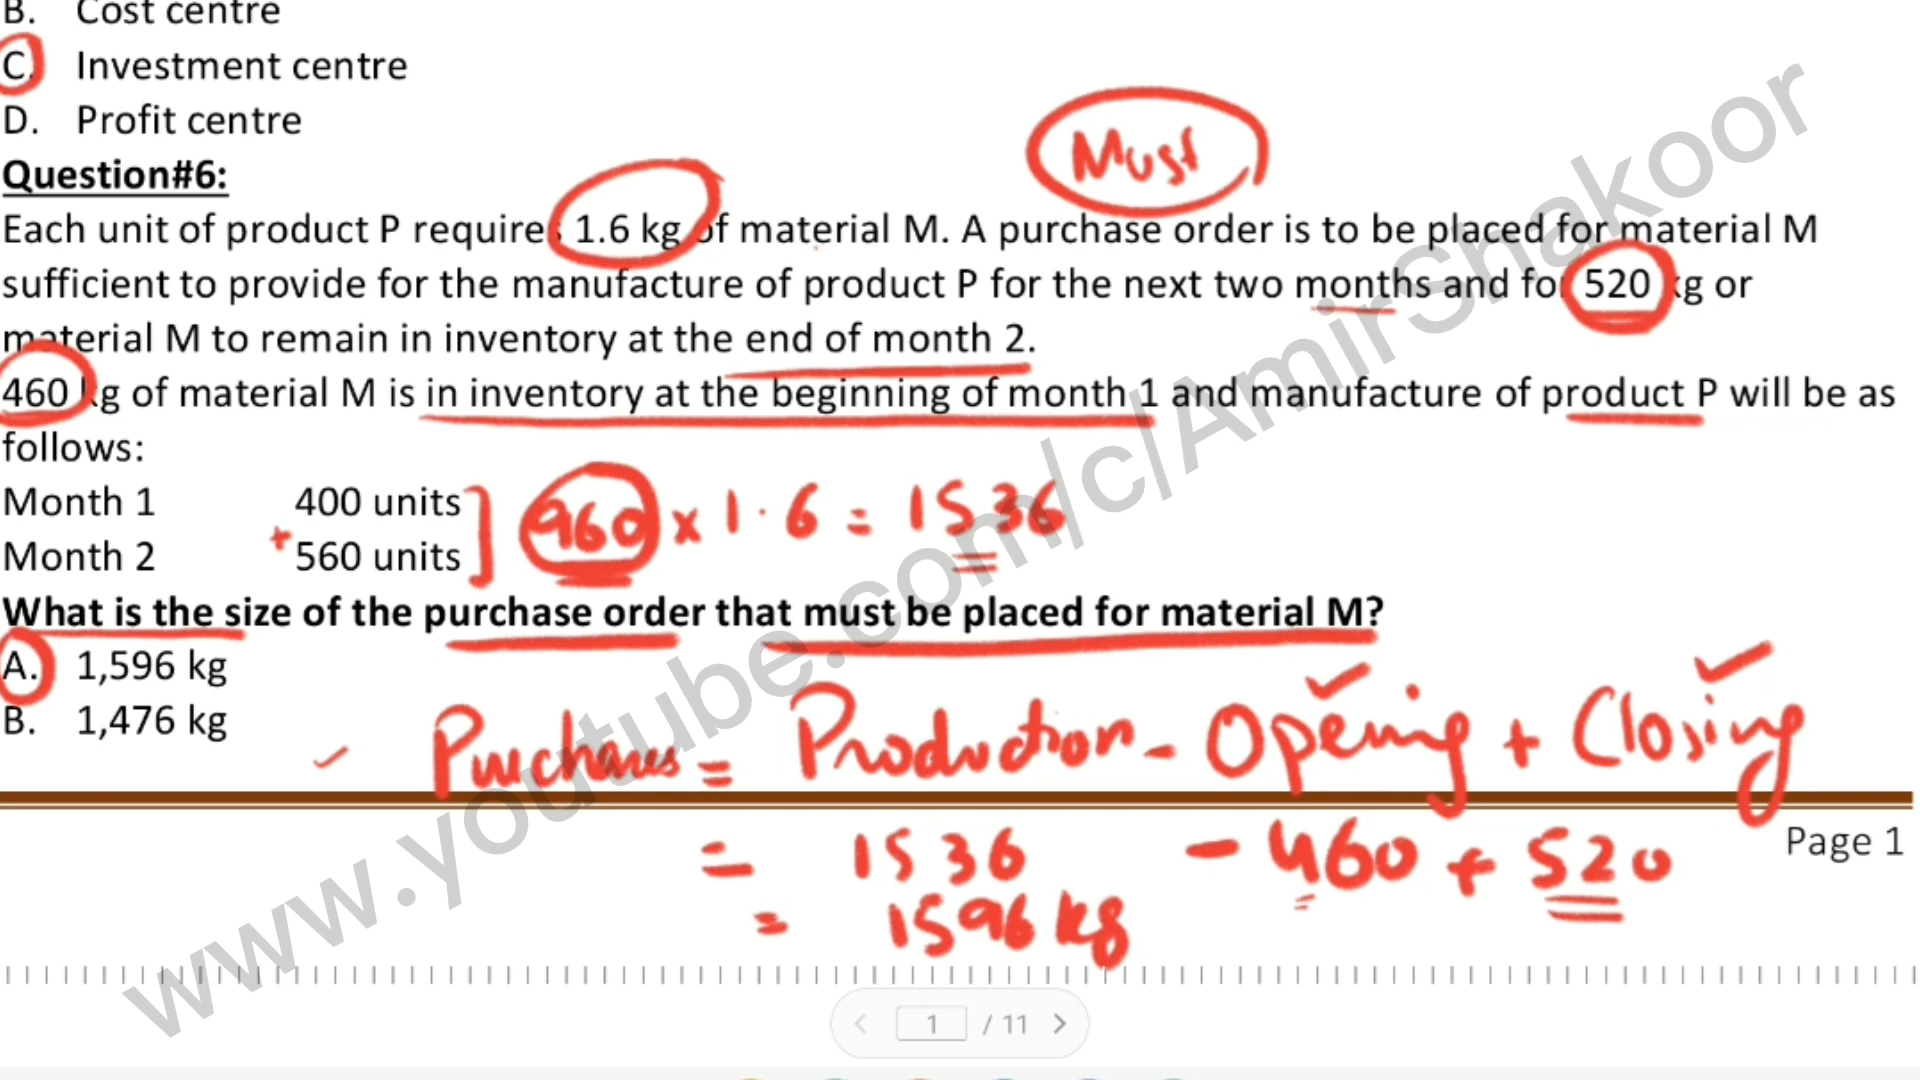 B. Cost centre
C. Investment centre
D. Profit centre
Must
Question#6:
Each unit of product P requires 1.6 kg of material M. A purchase order is to be placed for material M
sufficient to provide for the manufacture of product P for the next two months and for 520 kg or
material M to remain in inventory at the end of month 2.
460 kg of material M is in inventory at the beginning of month 1 and manufacture of product P will be as
follows:
Month 1 400 units
Month 2 + 560 units ] 960 x 1.6 = 1536
What is the size of the purchase order that must be placed for material M?
A. 1,596 kg
B. 1,476 kg
Purchases = Production - Opening + Closing
Page 1
= 1536 - 460 + 520
= 1596 kg
www.youtube.com/c/AmirShakoor
1 / 11